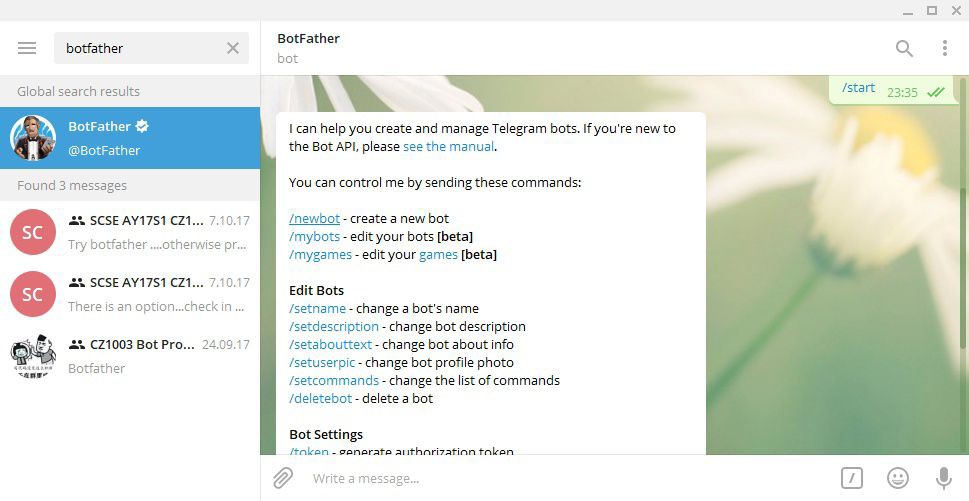 botfather
Global search results
BotFather
@BotFather
Found 3 messages
SC
SCSE AY17S1 CZ1... 7.10.17
Try botfather ....otherwise pr...
SC
SCSE AY17S1 CZ1... 7.10.17
There is an option...check in ...
CZ1003 Bot Pro... 24.09.17
Botfather
BotFather
bot
/start 23:35
I can help you create and manage Telegram bots. If you're new to
the Bot API, please see the manual.
You can control me by sending these commands:
/newbot - create a new bot
/mybots - edit your bots [beta]
/mygames - edit your games [beta]
Edit Bots
/setname - change a bot's name
/setdescription - change bot description
/setabouttext - change bot about info
/setuserpic - change bot profile photo
/setcommands - change the list of commands
/deletebot - delete a bot
Bot Settings
/token - generate authorization token
Write a message...